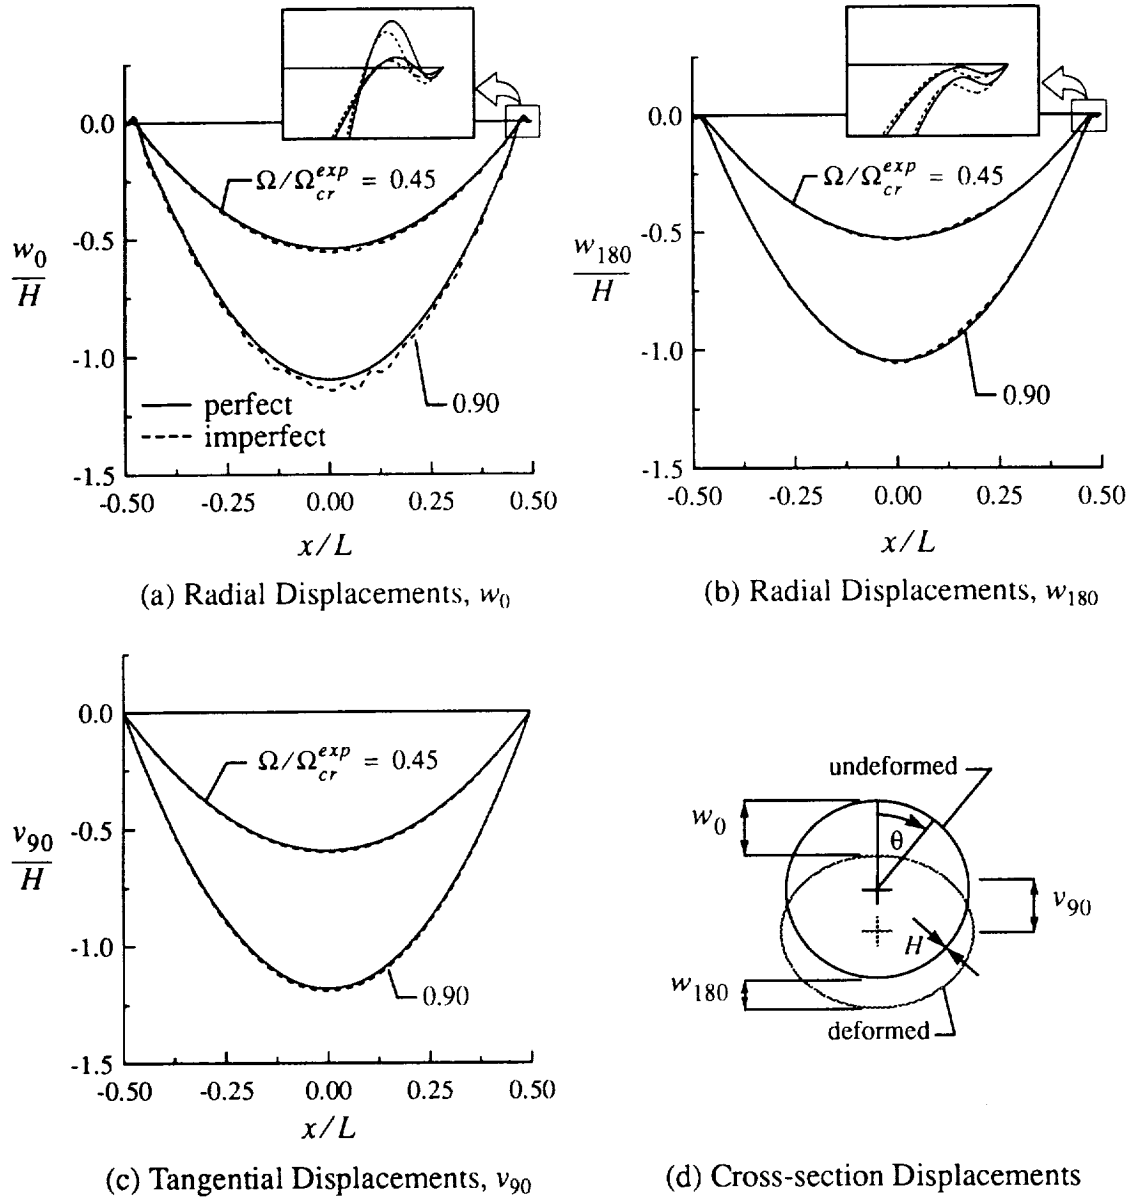 0.0
-0.5
-1.0
-1.5
w0/H
Ω/Ω_cr^exp = 0.45
0.90
perfect
imperfect
-0.50 -0.25 0.00 0.25 0.50
x/L
(a) Radial Displacements, w0
0.0
-0.5
-1.0
-1.5
w180/H
Ω/Ω_cr^exp = 0.45
0.90
-0.50 -0.25 0.00 0.25 0.50
x/L
(b) Radial Displacements, w180
0.0
-0.5
-1.0
-1.5
v90/H
Ω/Ω_cr^exp = 0.45
0.90
-0.50 -0.25 0.00 0.25 0.50
x/L
(c) Tangential Displacements, v90
undeformed
w0
θ
v90
H
w180
deformed
(d) Cross-section Displacements